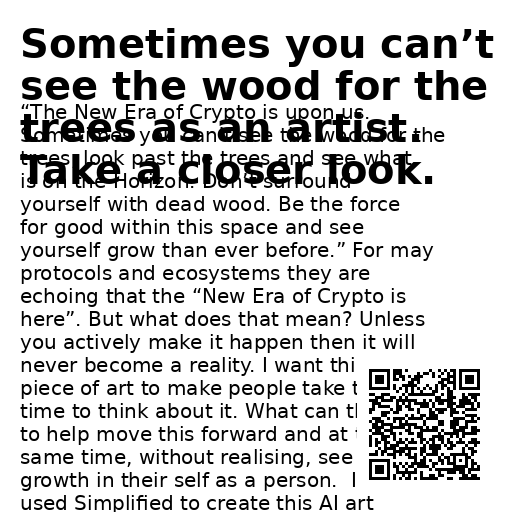 Sometimes you can’t
see the wood for the
trees as an artist.
Take a closer look.
“The New Era of Crypto is upon us.
Sometimes you can’t see the wood for the
trees, look past the trees and see what
is on the Horizon. Don’t surround
yourself with dead wood. Be the force
for good within this space and see
yourself grow than ever before.” For may
protocols and ecosystems they are
echoing that the “New Era of Crypto is
here”. But what does that mean? Unless
you actively make it happen then it will
never become a reality. I want thi
piece of art to make people take
time to think about it. What can
to help move this forward and at
same time, without realising, see
growth in their self as a person. I
used Simplified to create this AI art